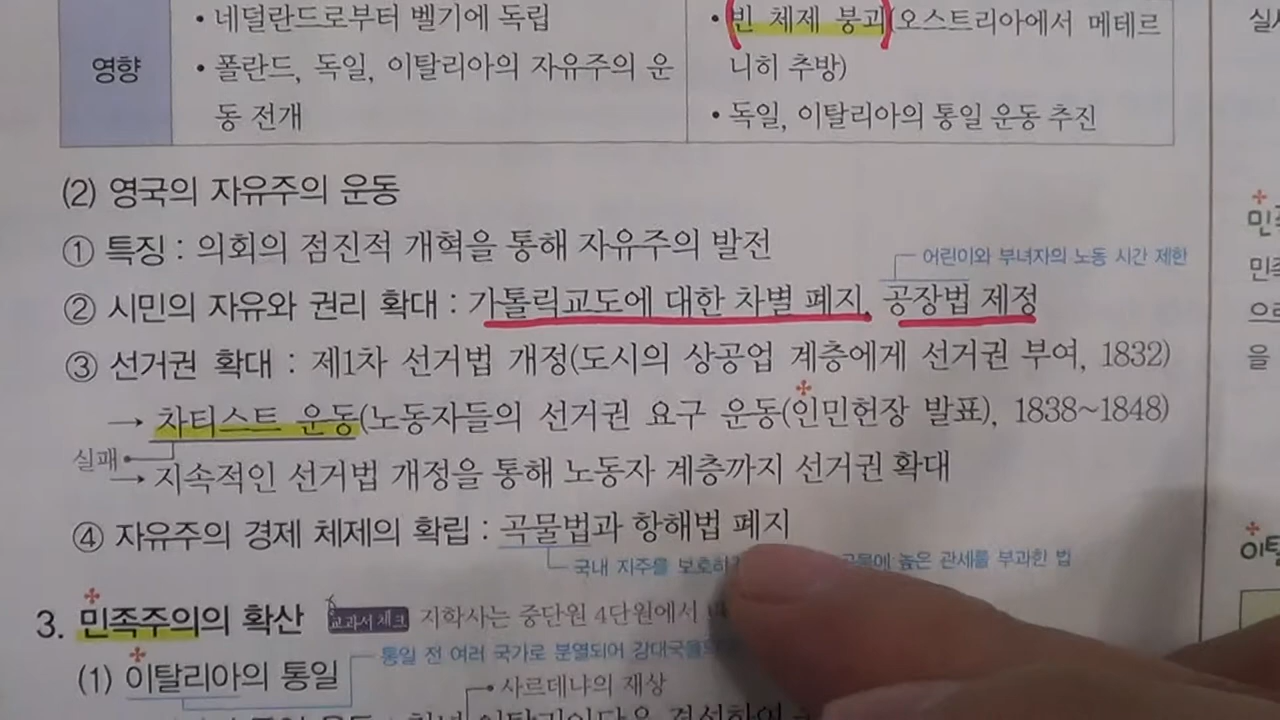 • 네덜란드로부터 벨기에 독립
• 폴란드, 독일, 이탈리아의 자유주의 운
동 전개
영향
• 빈 체제 붕괴(오스트리아에서 메테르
니히 추방)
• 독일, 이탈리아의 통일 운동 추진
(2) 영국의 자유주의 운동
① 특징 : 의회의 점진적 개혁을 통해 자유주의 발전
어린이와 부녀자의 노동 시간 제한
② 시민의 자유와 권리 확대 : 가톨릭교도에 대한 차별 폐지, 공장법 제정
③ 선거권 확대 : 제1차 선거법 개정(도시의 상공업 계층에게 선거권 부여, 1832)
→ 차티스트 운동(노동자들의 선거권 요구 운동(인민헌장 발표), 1838~1848)
실패
→ 지속적인 선거법 개정을 통해 노동자 계층까지 선거권 확대
④ 자유주의 경제 체제의 확립 : 곡물법과 항해법 폐지
국내 지주를 높은 관세를 부과한 법
3. 민족주의의 확산 교과서 체크 지학사는 중단원 4단원에서
(1) 이탈리아의 통일
통일 전 여러 국가로 분열되어
사르데냐의 재상
을